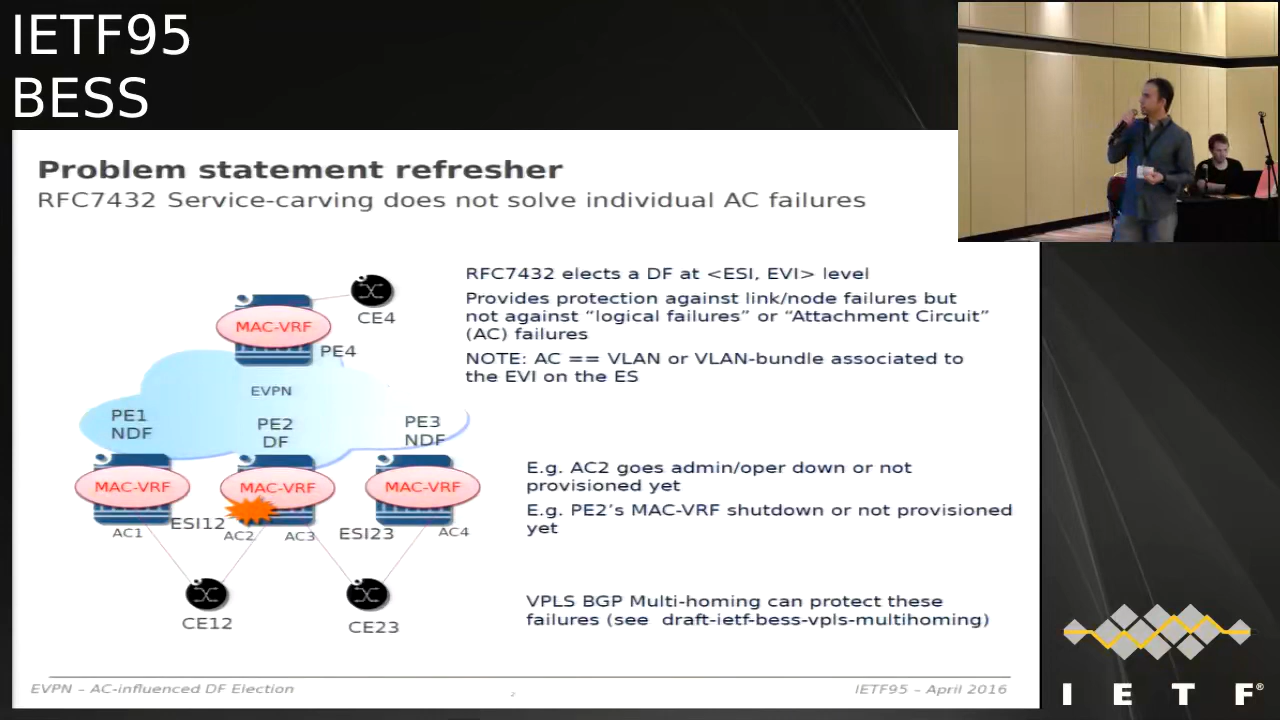 IETF95
BESS
Problem statement refresher
RFC7432 Service-carving does not solve individual AC failures
RFC7432 elects a DF at <ESI, EVI> level
Provides protection against link/node failures but
not against “logical failures” or “Attachment Circuit”
(AC) failures
NOTE: AC == VLAN or VLAN-bundle associated to
the EVI on the ES
MAC-VRF
CE4
PE4
EVPN
PE1
NDF
PE2
DF
PE3
NDF
MAC-VRF
MAC-VRF
MAC-VRF
ESI12
ESI23
AC1
AC2
AC3
AC4
CE12
CE23
E.g. AC2 goes admin/oper down or not
provisioned yet
E.g. PE2’s MAC-VRF shutdown or not provisioned
yet
VPLS BGP Multi-homing can protect these
failures (see draft-ietf-bess-vpls-multihoming)
EVPN – AC-influenced DF Election
2
IETF95 – April 2016
I E T F®